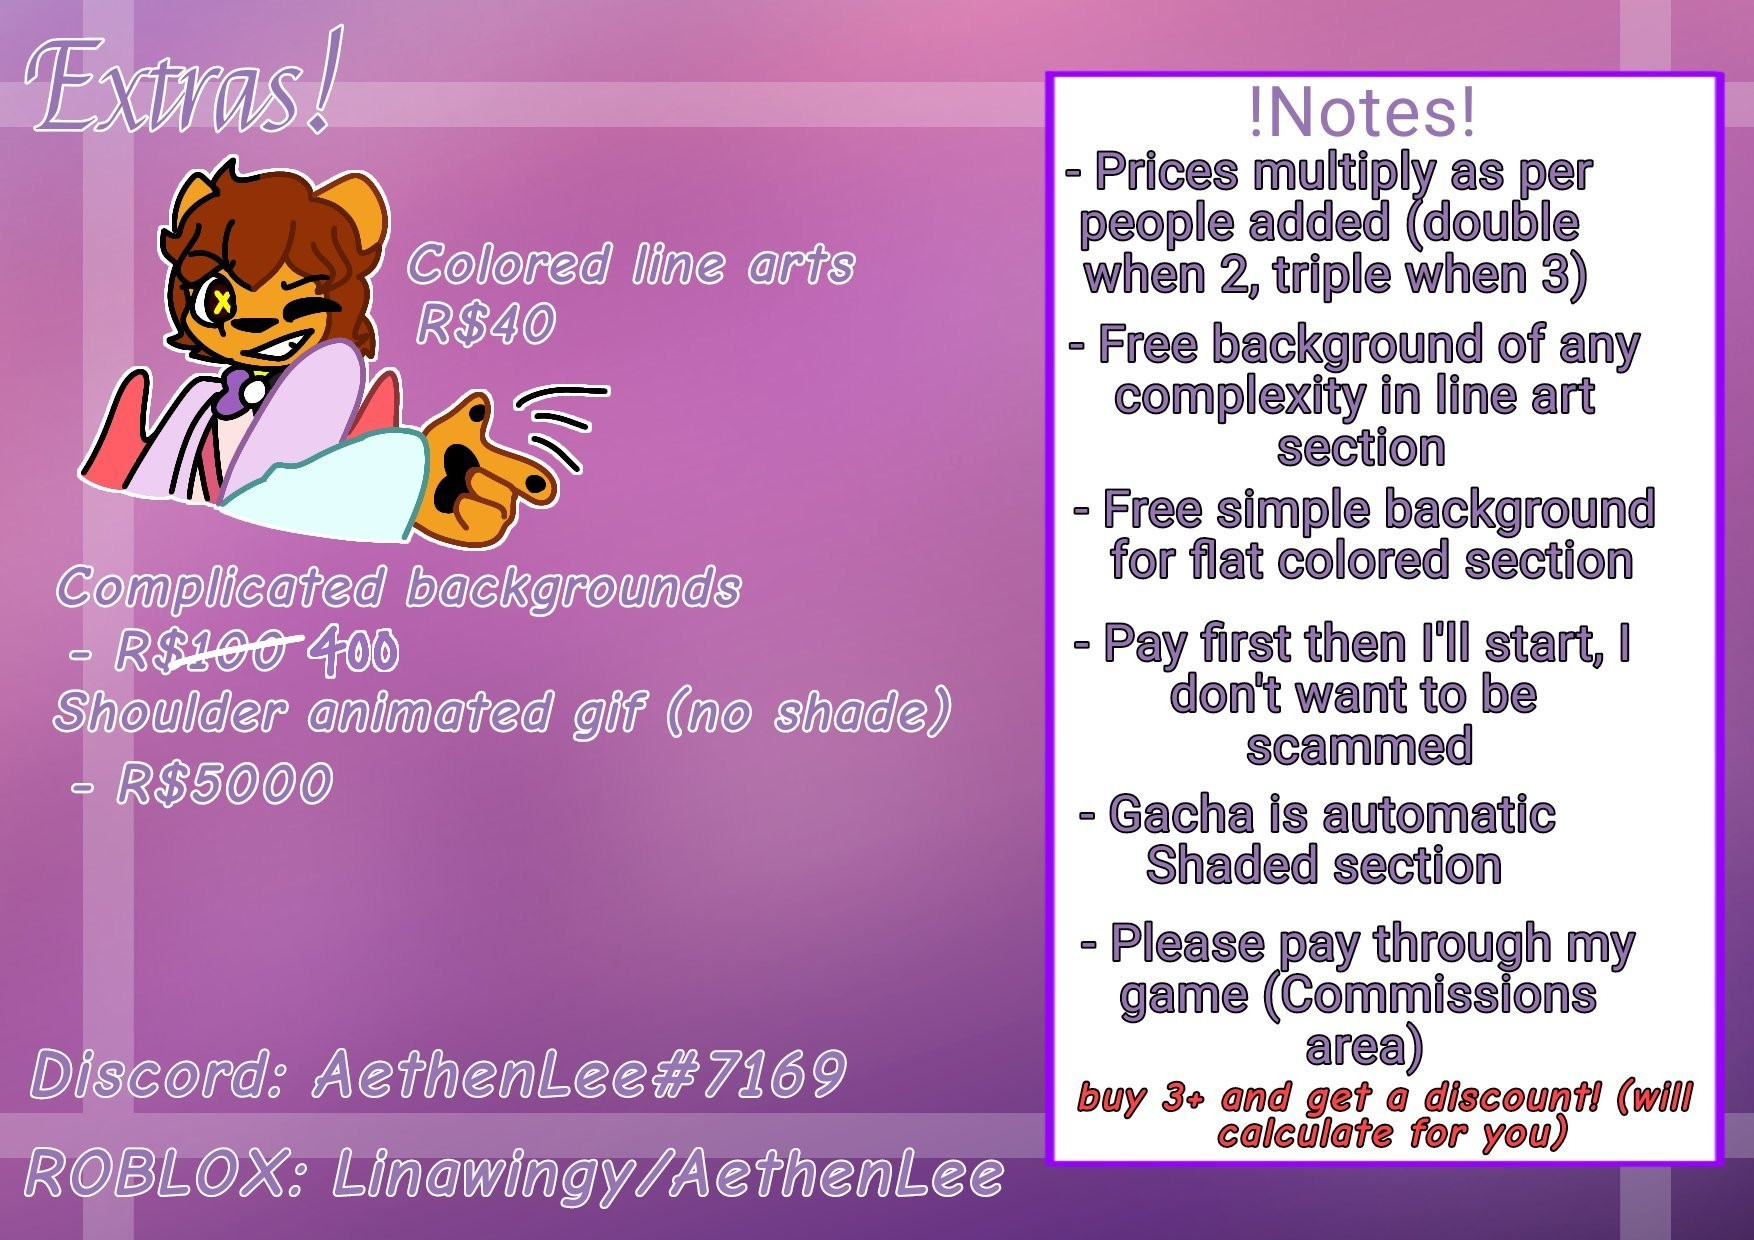 Extras!
Colored line arts
R$40
Complicated backgrounds
- R$100 400
Shoulder animated gif (no shade)
- R$5000
Discord: AethenLee#7169
ROBLOX: Linawingy/AethenLee
!Notes!
- Prices multiply as per
people added (double
when 2, triple when 3)
- Free background of any
complexity in line art
section
- Free simple background
for flat colored section
- Pay first then I'll start, I
don't want to be
scammed
- Gacha is automatic
Shaded section
- Please pay through my
game (Commissions
area)
buy 3+ and get a discount! (will
calculate for you)